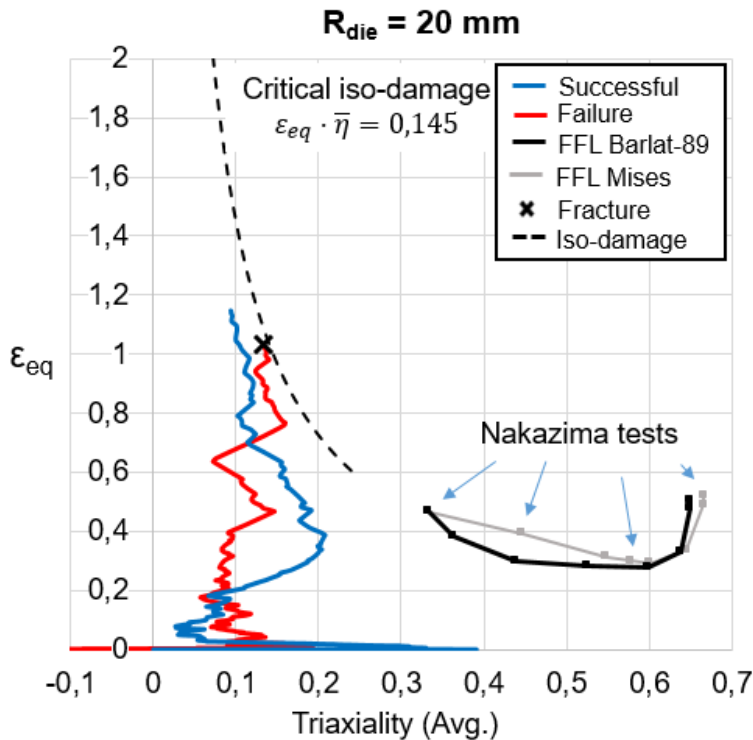 R_die = 20 mm
Critical iso-damage
ε_eq · η̄ = 0,145
Successful
Failure
FFL Barlat-89
FFL Mises
Fracture
Iso-damage
Nakazima tests
ε_eq
2
1,8
1,6
1,4
1,2
1
0,8
0,6
0,4
0,2
0
-0,1 0 0,1 0,2 0,3 0,4 0,5 0,6 0,7
Triaxiality (Avg.)